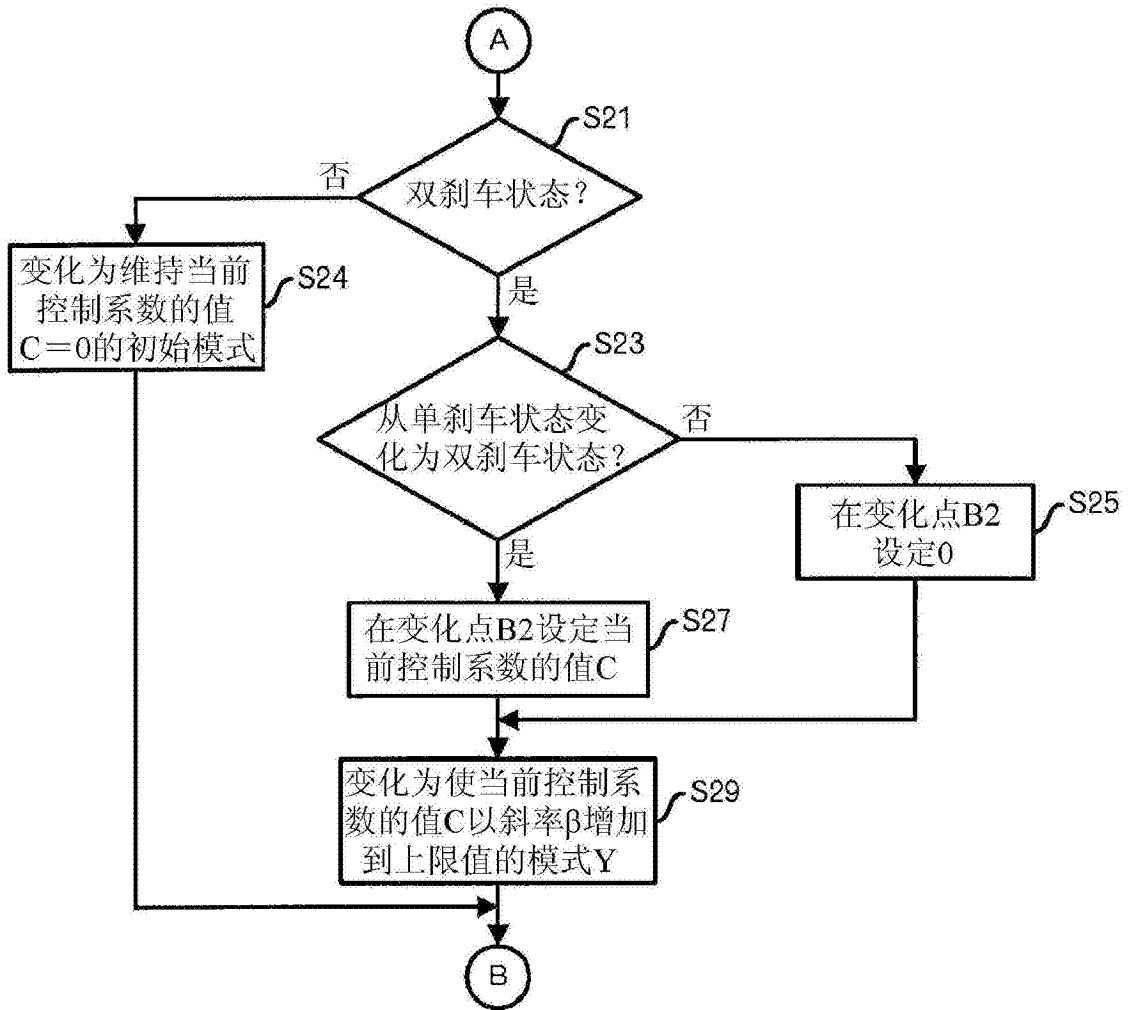 A
S21
双刹车状态?
否
是
变化为维持当前
控制系数的值
C=0的初始模式
S24
S23
从单刹车状态变
化为双刹车状态?
否
是
在变化点B2
设定0
S25
在变化点B2设定当
前控制系数的值C
S27
变化为使当前控制系
数的值C以斜率β增加
到上限值的模式Y
S29
B